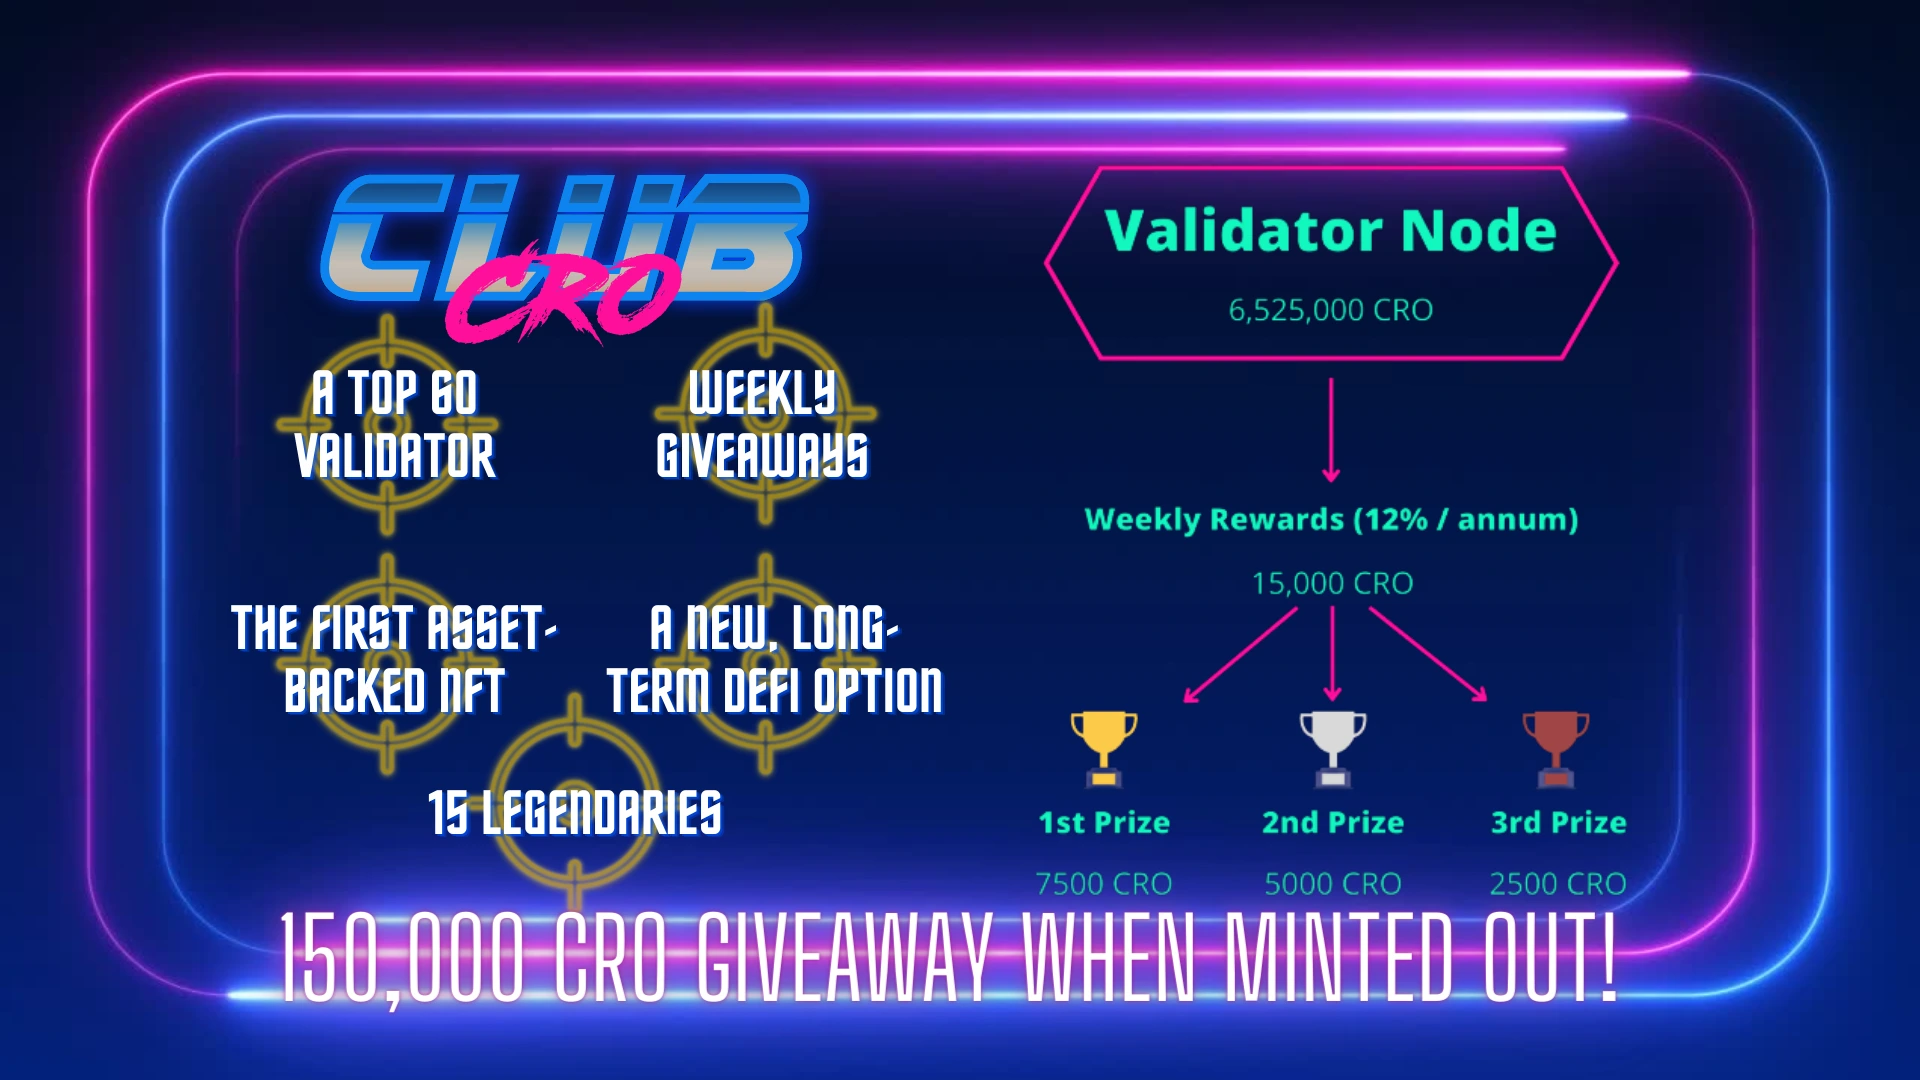 CLUB
CRO
A TOP 60
VALIDATOR
WEEKLY
GIVEAWAYS
THE FIRST ASSET-
BACKED NFT
A NEW, LONG-
TERM DEFI OPTION
15 LEGENDARIES
Validator Node
6,525,000 CRO
Weekly Rewards (12% / annum)
15,000 CRO
1st Prize
7500 CRO
2nd Prize
5000 CRO
3rd Prize
2500 CRO
150,000 CRO GIVEAWAY WHEN MINTED OUT!